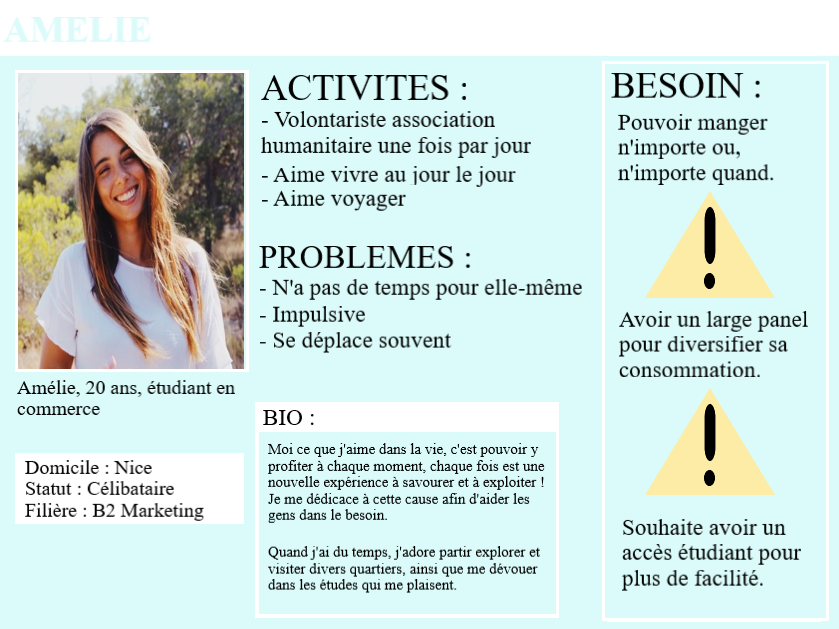 AMELIE
ACTIVITES :
- Volontariste association
humanitaire une fois par jour
- Aime vivre au jour le jour
- Aime voyager
PROBLEMES :
- N'a pas de temps pour elle-même
- Impulsive
- Se déplace souvent
Amélie, 20 ans, étudiant en
commerce
Domicile : Nice
Statut : Célibataire
Filière : B2 Marketing
BIO :
Moi ce que j'aime dans la vie, c'est pouvoir y
profiter à chaque moment, chaque fois est une
nouvelle expérience à savourer et à exploiter !
Je me dédicace à cette cause afin d'aider les
gens dans le besoin.
Quand j'ai du temps, j'adore partir explorer et
visiter divers quartiers, ainsi que me dévouer
dans les études qui me plaisent.
BESOIN :
Pouvoir manger
n'importe ou,
n'importe quand.
Avoir un large panel
pour diversifier sa
consommation.
Souhaite avoir un
accès étudiant pour
plus de facilité.